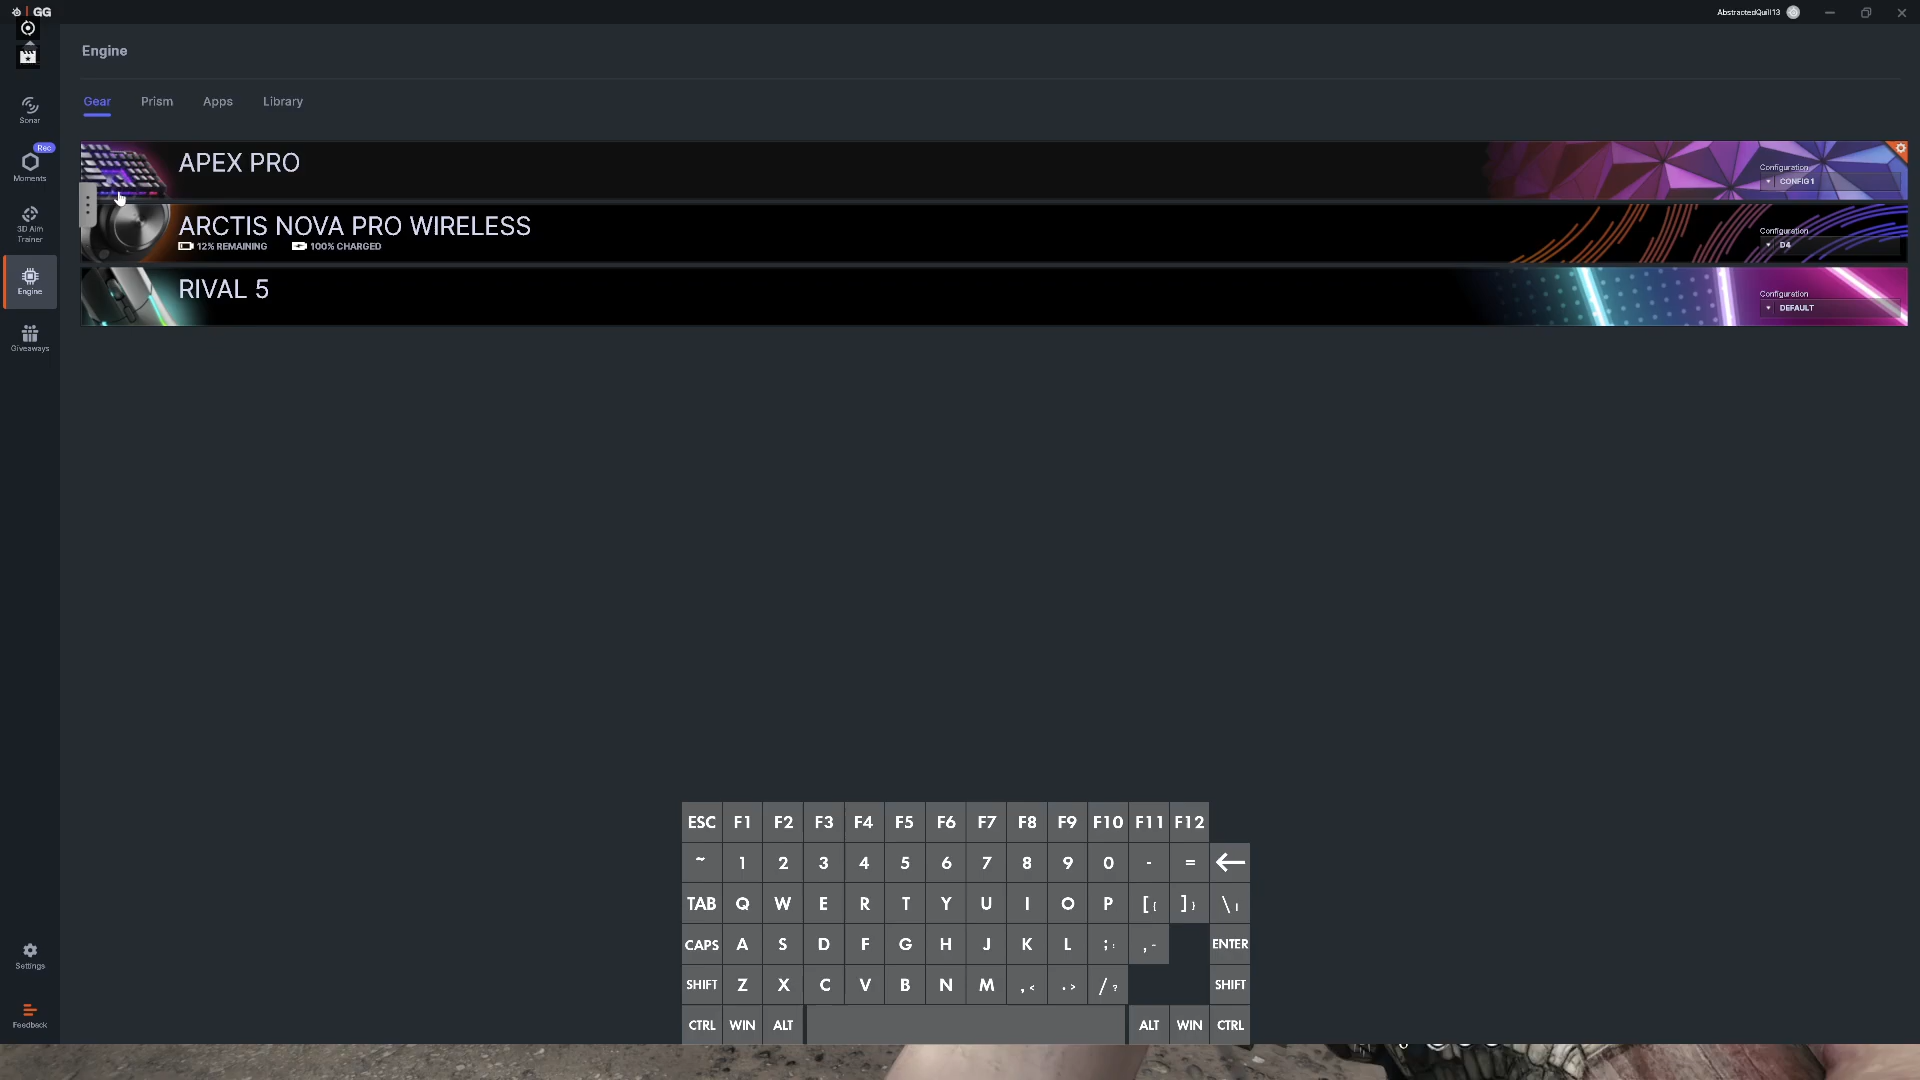 GG
AbstractedQuill13
Engine
Gear Prism Apps Library
Sonar
Rec
Moments
3D Aim
Trainer
Engine
Giveaways
APEX PRO
Configuration
CONFIG 1
ARCTIS NOVA PRO WIRELESS
12% REMAINING 100% CHARGED
Configuration
D4
RIVAL 5
Configuration
DEFAULT
ESC F1 F2 F3 F4 F5 F6 F7 F8 F9 F10 F11 F12
~ 1 2 3 4 5 6 7 8 9 0 - = ←
TAB Q W E R T Y U I O P [ { ] } \ |
CAPS A S D F G H J K L ; : , - ENTER
SHIFT Z X C V B N M , < . > / ? SHIFT
CTRL WIN ALT ALT WIN CTRL
Settings
Feedback